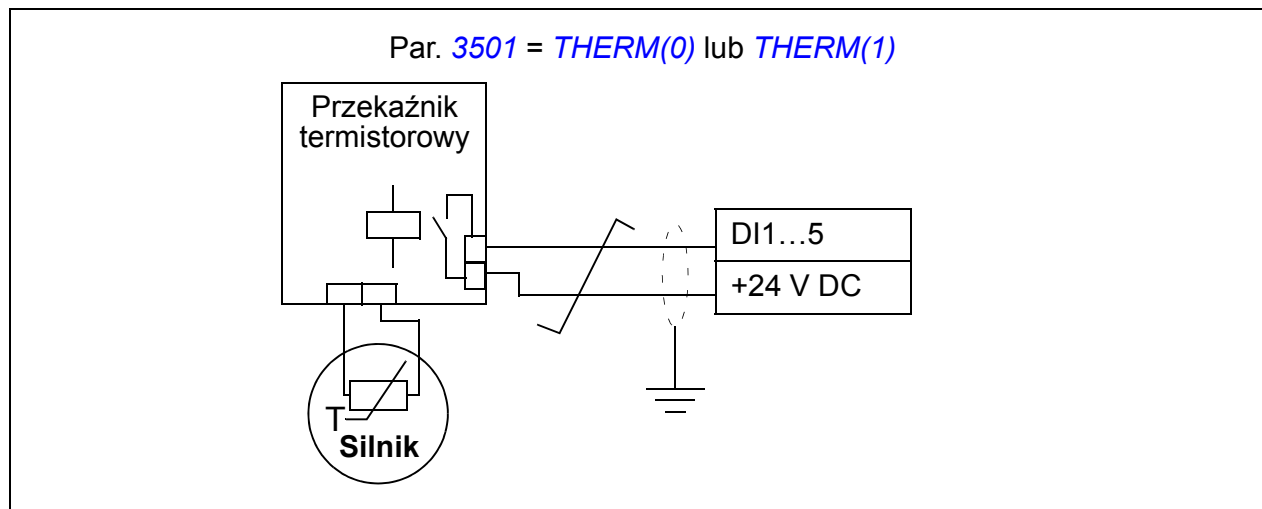 Par. 3501 = THERM(0) lub THERM(1)
Przekaźnik
termistorowy
DI1…5
+24 V DC
T
Silnik